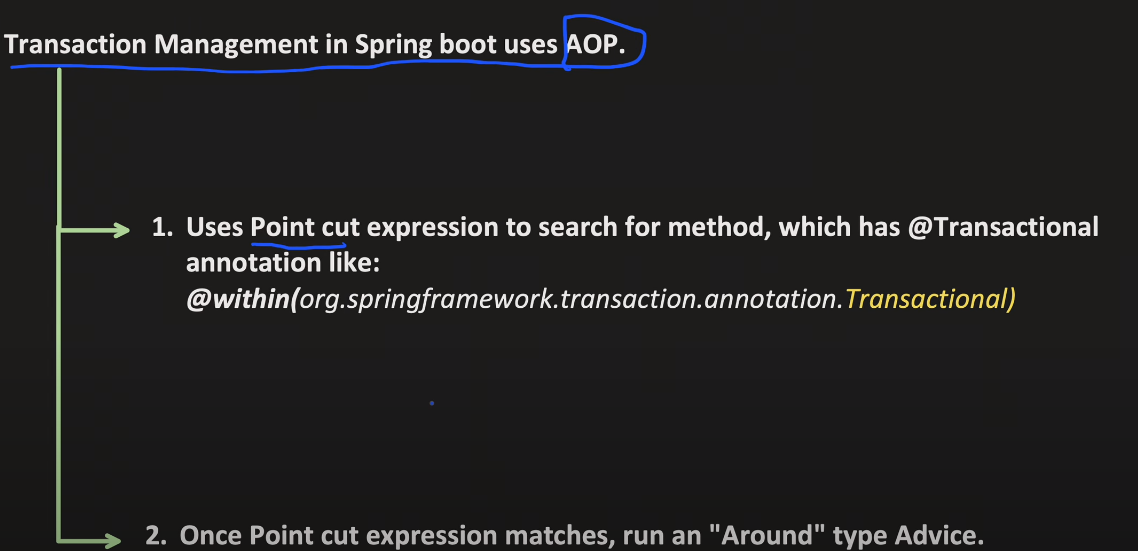 Transaction Management in Spring boot uses AOP.
1. Uses Point cut expression to search for method, which has @Transactional
annotation like:
@within(org.springframework.transaction.annotation.Transactional)
2. Once Point cut expression matches, run an "Around" type Advice.